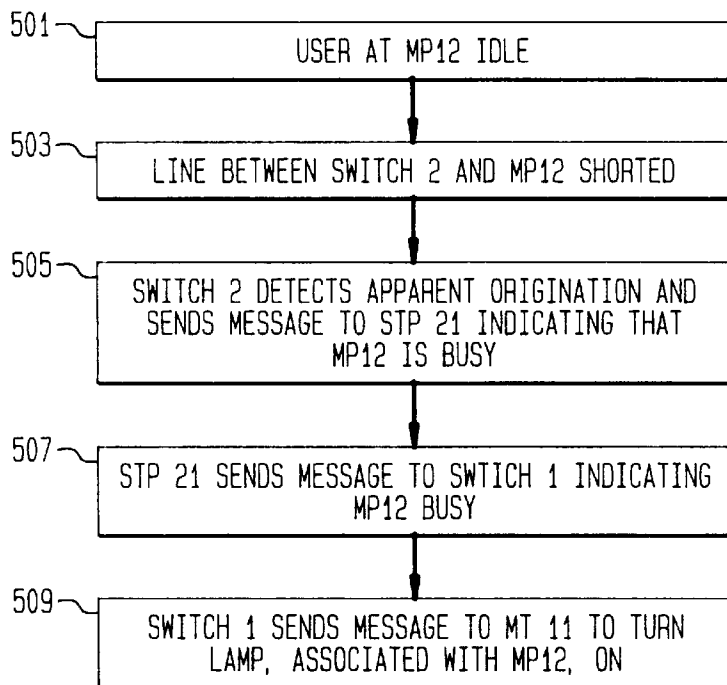 501
USER AT MP12 IDLE
503
LINE BETWEEN SWITCH 2 AND MP12 SHORTED
505
SWITCH 2 DETECTS APPARENT ORIGINATION AND
SENDS MESSAGE TO STP 21 INDICATING THAT
MP12 IS BUSY
507
STP 21 SENDS MESSAGE TO SWTICH 1 INDICATING
MP12 BUSY
509
SWITCH 1 SENDS MESSAGE TO MT 11 TO TURN
LAMP, ASSOCIATED WITH MP12, ON